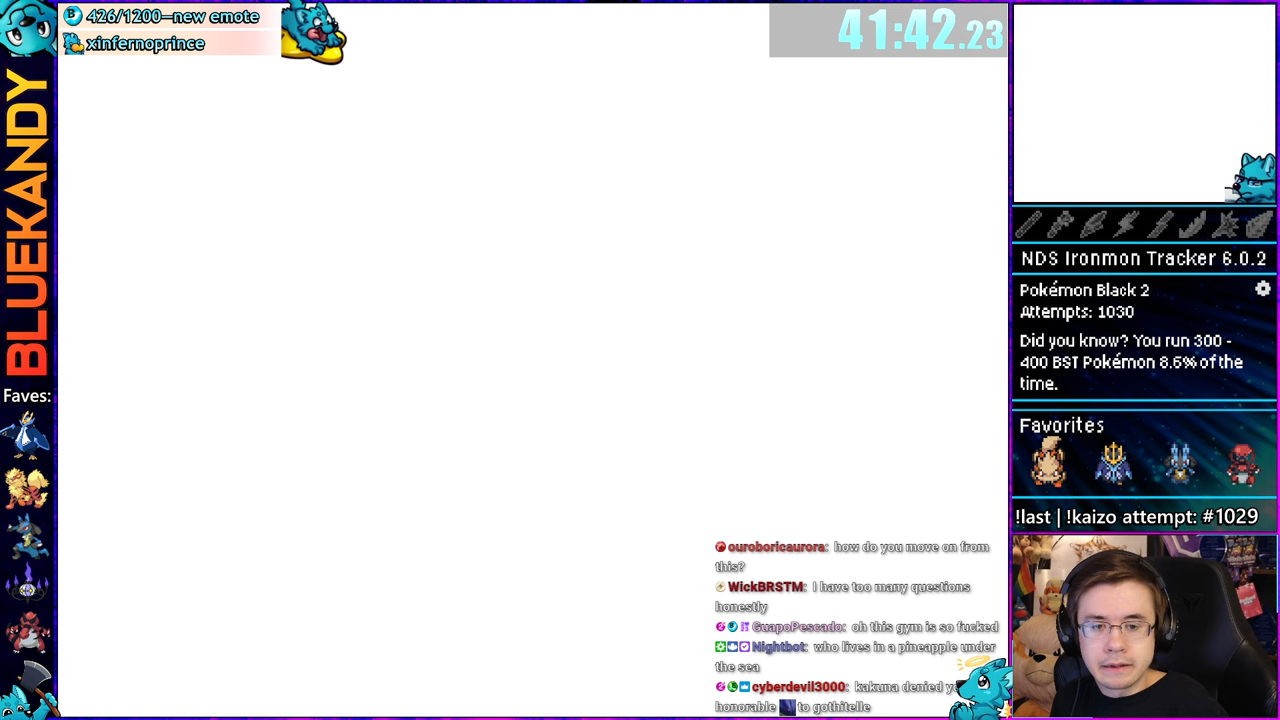 426/1200—new emote
xinfernoprince
41:42.23
BLUEKANDY
Faves:
NDS Ironmon Tracker 6.0.2
Pokémon Black 2
Attempts: 1030
Did you know? You run 300 -
400 BST Pokémon 8.6% of the
time.
Favorites
!last | !kaizo attempt: #1029
ouroboricaurora: how do you move on from
this?
WickBRSTM: I have too many questions
honestly
GuapoPescado: oh this gym is so fucked
Nightbot: who lives in a pineapple under
the sea
cyberdevil3000: kakuna denied
honorable to gothitelle